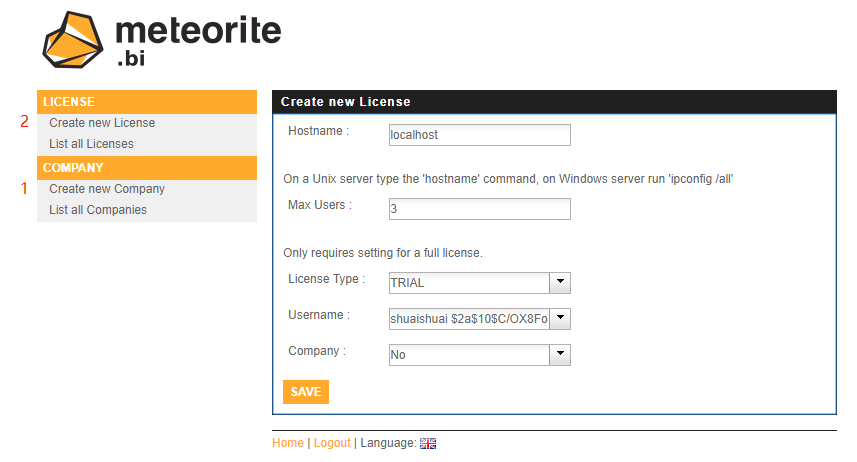 meteorite
.bi
LICENSE
2
Create new License
List all Licenses
COMPANY
1
Create new Company
List all Companies
Create new License
Hostname :
localhost
On a Unix server type the 'hostname' command, on Windows server run 'ipconfig /all'
Max Users :
3
Only requires setting for a full license.
License Type :
TRIAL
Username :
shuaishuai $2a$10$C/OX8Fo
Company :
No
SAVE
Home | Logout | Language: